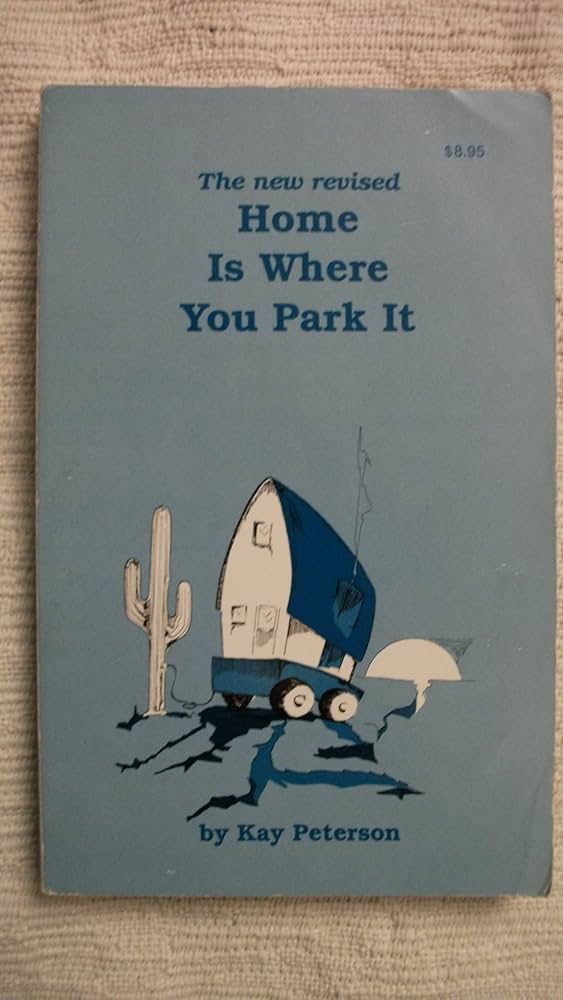 $8.95
The new revised
Home
Is Where
You Park It
by Kay Peterson